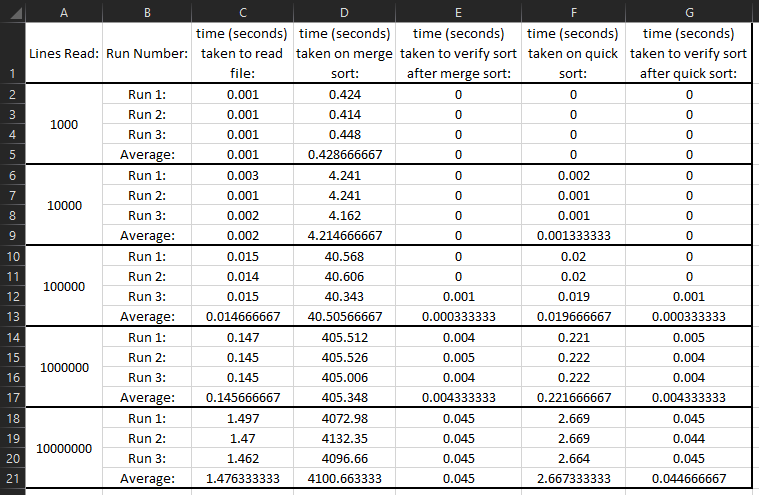 A B C D E F G
time (seconds) time (seconds) time (seconds) time (seconds) time (seconds)
Lines Read: Run Number: taken to read taken on merge taken to verify sort taken on quick taken to verify sort
1 file: sort: after merge sort: sort: after quick sort:
2 Run 1: 0.001 0.424 0 0 0
3 1000 Run 2: 0.001 0.414 0 0 0
4 Run 3: 0.001 0.448 0 0 0
5 Average: 0.001 0.428666667 0 0 0
6 Run 1: 0.003 4.241 0 0.002 0
7 10000 Run 2: 0.001 4.241 0 0.001 0
8 Run 3: 0.002 4.162 0 0.001 0
9 Average: 0.002 4.214666667 0 0.001333333 0
10 Run 1: 0.015 40.568 0 0.02 0
11 100000 Run 2: 0.014 40.606 0 0.02 0
12 Run 3: 0.015 40.343 0.001 0.019 0.001
13 Average: 0.014666667 40.50566667 0.000333333 0.019666667 0.000333333
14 Run 1: 0.147 405.512 0.004 0.221 0.005
15 1000000 Run 2: 0.145 405.526 0.005 0.222 0.004
16 Run 3: 0.145 405.006 0.004 0.222 0.004
17 Average: 0.145666667 405.348 0.004333333 0.221666667 0.004333333
18 Run 1: 1.497 4072.98 0.045 2.669 0.045
19 10000000 Run 2: 1.47 4132.35 0.045 2.669 0.044
20 Run 3: 1.462 4096.66 0.045 2.664 0.045
21 Average: 1.476333333 4100.663333 0.045 2.667333333 0.044666667